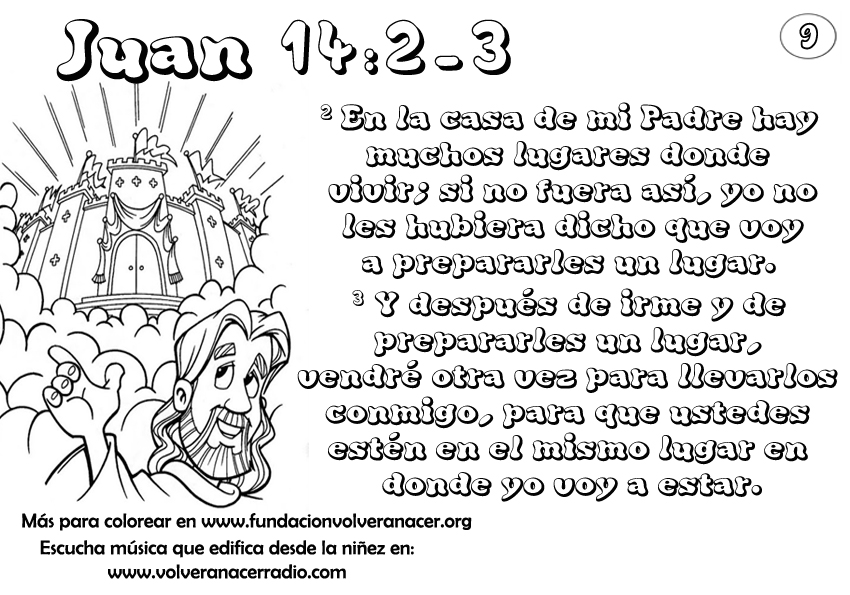 Juan 14:2-3
9
2 En la casa de mi Padre hay
muchos lugares donde
vivir; si no fuera así, yo no
les hubiera dicho que voy
a prepararles un lugar.
3 Y después de irme y de
prepararles un lugar,
vendré otra vez para llevarlos
conmigo, para que ustedes
estén en el mismo lugar en
donde yo voy a estar.
Más para colorear en www.fundacionvolveranacer.org
Escucha música que edifica desde la niñez en:
www.volveranacerradio.com